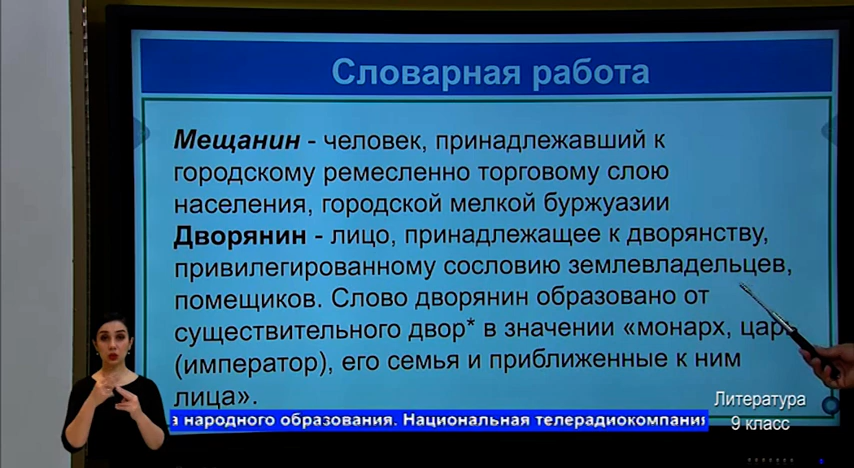 Словарная работа
Мещанин - человек, принадлежавший к
городскому ремесленно торговому слою
населения, городской мелкой буржуазии
Дворянин - лицо, принадлежащее к дворянству,
привилегированному сословию землевладельцев,
помещиков. Слово дворянин образовано от
существительного двор* в значении «монарх, цар
(император), его семья и приближенные к ним
лица».
а народного образования. Национальная телерадиокомпания
Литература
9 класс